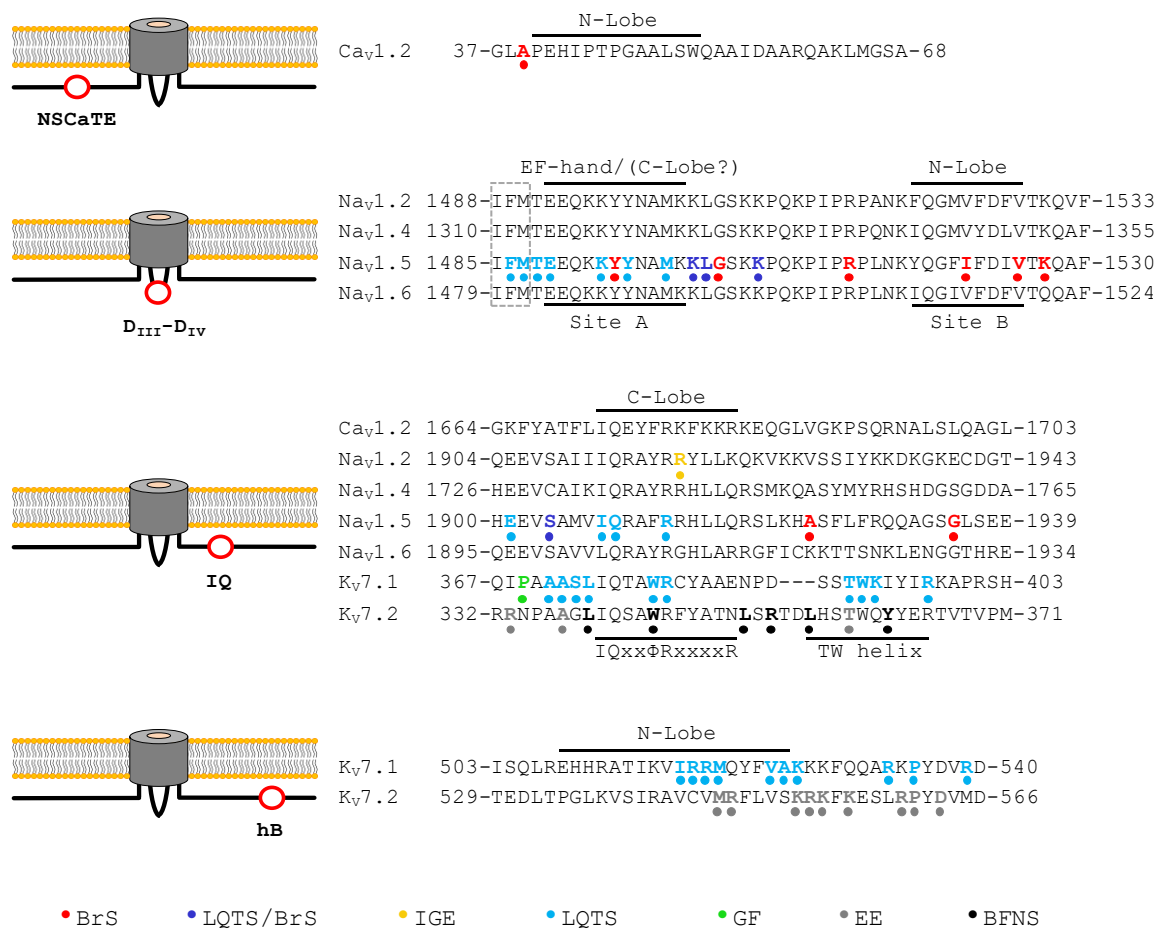 N-Lobe
CaV1.2 37-GLAPEHIPTPGAALSWQAAIDAARQAKLMGSA-68
NSCaTE
EF-hand/(C-Lobe?) N-Lobe
NaV1.2 1488-IFMTEEQKKYYNAMKKLGSKKPQKPIPRPANKFQGMVFDFVTKQVF-1533
NaV1.4 1310-IFMTEEQKKYYNAMKKLGSKKPQKPIPRPQNKIQGMVYDLVTKQAF-1355
NaV1.5 1485-IFMTEEQKKYYNAMKKLGSKKPQKPIPRPLNKYQGFIFDIVTKQAF-1530
NaV1.6 1479-IFMTEEQKKYYNAMKKLGSKKPQKPIPRPLNKIQGIVFDFVTQQAF-1524
Site A Site B
DIII-DIV
C-Lobe
CaV1.2 1664-GKFYATFLIQEYFRKFKKRKEQGLVGKPSQRNALSLQAGL-1703
NaV1.2 1904-QEEVSAIIIQRAYRRYLLKQKVKKVSSIYKKDKGKECDGT-1943
NaV1.4 1726-HEEVCAIKIQRAYRRHLLQRSMKQASYMYRHSHDGSGDDA-1765
NaV1.5 1900-HEEVSAMVIQRAFRRHLLQRSLKHASFLFRQQAGSGLSEE-1939
NaV1.6 1895-QEEVSAVVLQRAYRGHLARRGFICKKTTSNKLENGGTHRE-1934
KV7.1 367-QIPAAASLIQTAWRCYAAENPD---SSTWKIYIRKAPRSH-403
KV7.2 332-RRNPAAGLIQSAWRFYATNLSRTDLHSTWQYYERTVTVPM-371
IQxxΦRxxxxR TW helix
IQ
N-Lobe
KV7.1 503-ISQLREHHRATIKVIRRMQYFVAKKKFQQARKPYDVRD-540
KV7.2 529-TEDLTPGLKVSIRAVCVMRFLVSKRKFKESLRPYDVMD-566
hB
BrS LQTS/BrS IGE LQTS GF EE BFNS